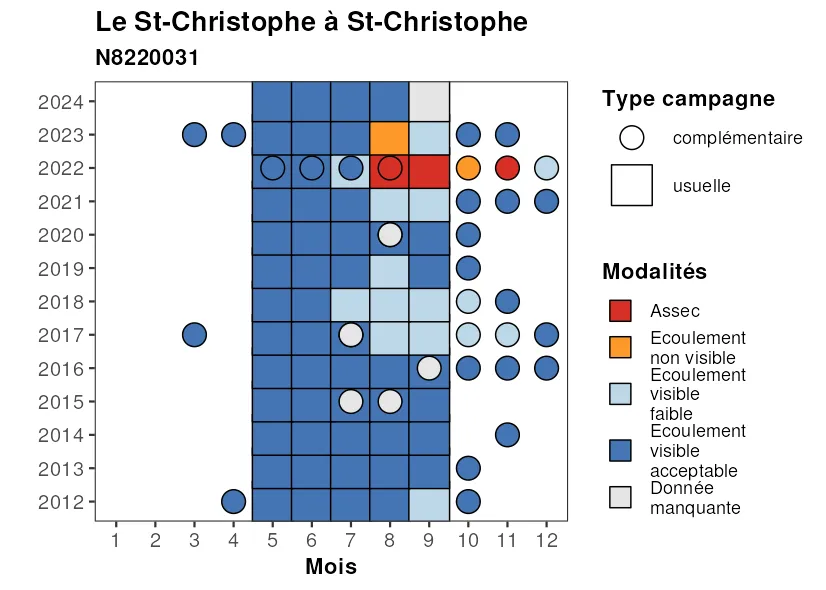 Le St-Christophe à St-Christophe
N8220031
2024
2023
2022
2021
2020
2019
2018
2017
2016
2015
2014
2013
2012
1 2 3 4 5 6 7 8 9 10 11 12
Mois
Type campagne
complémentaire
usuelle
Modalités
Assec
Ecoulement
non visible
Ecoulement
visible
faible
Ecoulement
visible
acceptable
Donnée
manquante